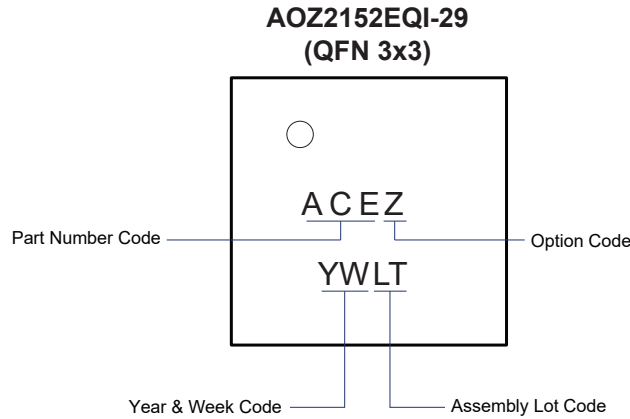 AOZ2152EQI-29
(QFN 3x3)
ACEZ
Part Number Code
Option Code
YWLT
Year & Week Code
Assembly Lot Code